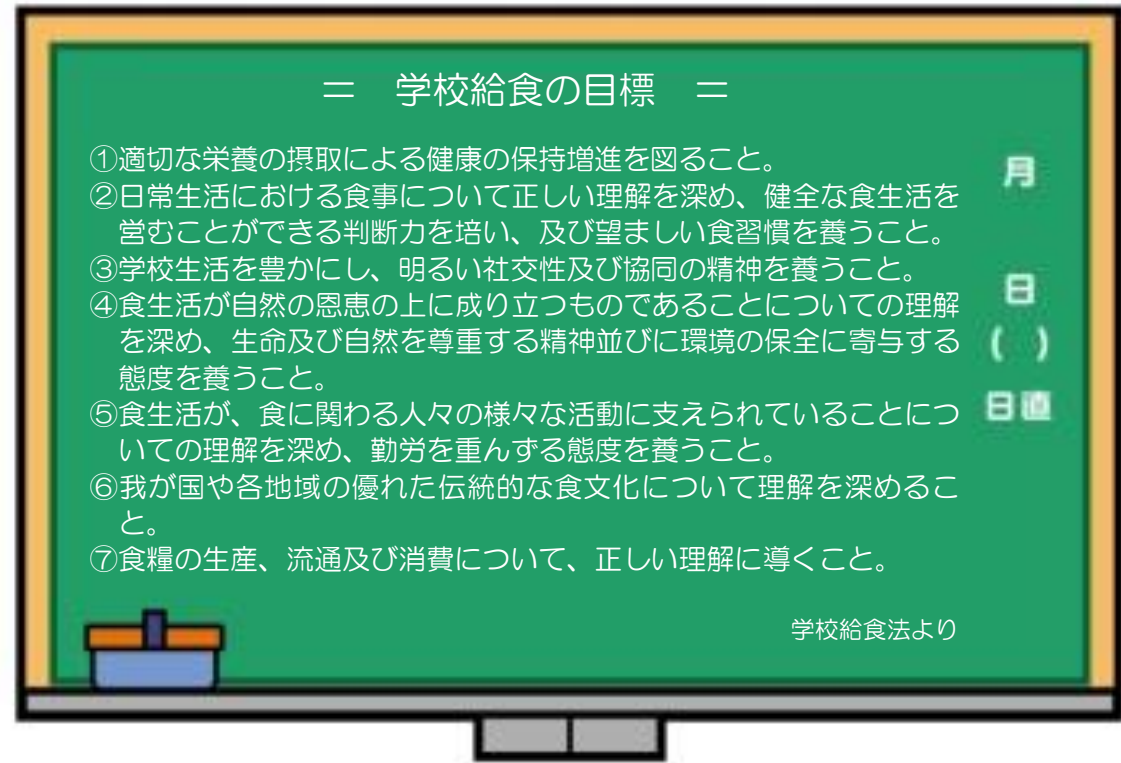 ＝　学校給食の目標　＝
①適切な栄養の摂取による健康の保持増進を図ること。
②日常生活における食事について正しい理解を深め、健全な食生活を
営むことができる判断力を培い、及び望ましい食習慣を養うこと。
③学校生活を豊かにし、明るい社交性及び協同の精神を養うこと。
④食生活が自然の恩恵の上に成り立つものであることについての理解
を深め、生命及び自然を尊重する精神並びに環境の保全に寄与する
態度を養うこと。
⑤食生活が、食に関わる人々の様々な活動に支えられていることにつ
いての理解を深め、勤労を重んずる態度を養うこと。
⑥我が国や各地域の優れた伝統的な食文化について理解を深めるこ
と。
⑦食糧の生産、流通及び消費について、正しい理解に導くこと。
学校給食法より
月
日
(　)
日直